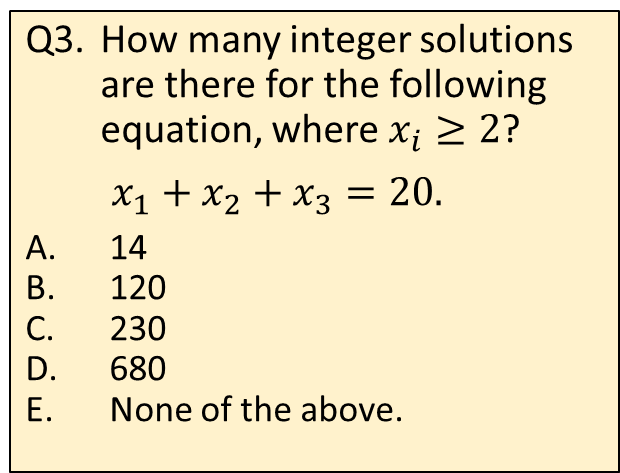 Q3. How many integer solutions
are there for the following
equation, where xᵢ ≥ 2?
x₁ + x₂ + x₃ = 20.
A. 14
B. 120
C. 230
D. 680
E. None of the above.